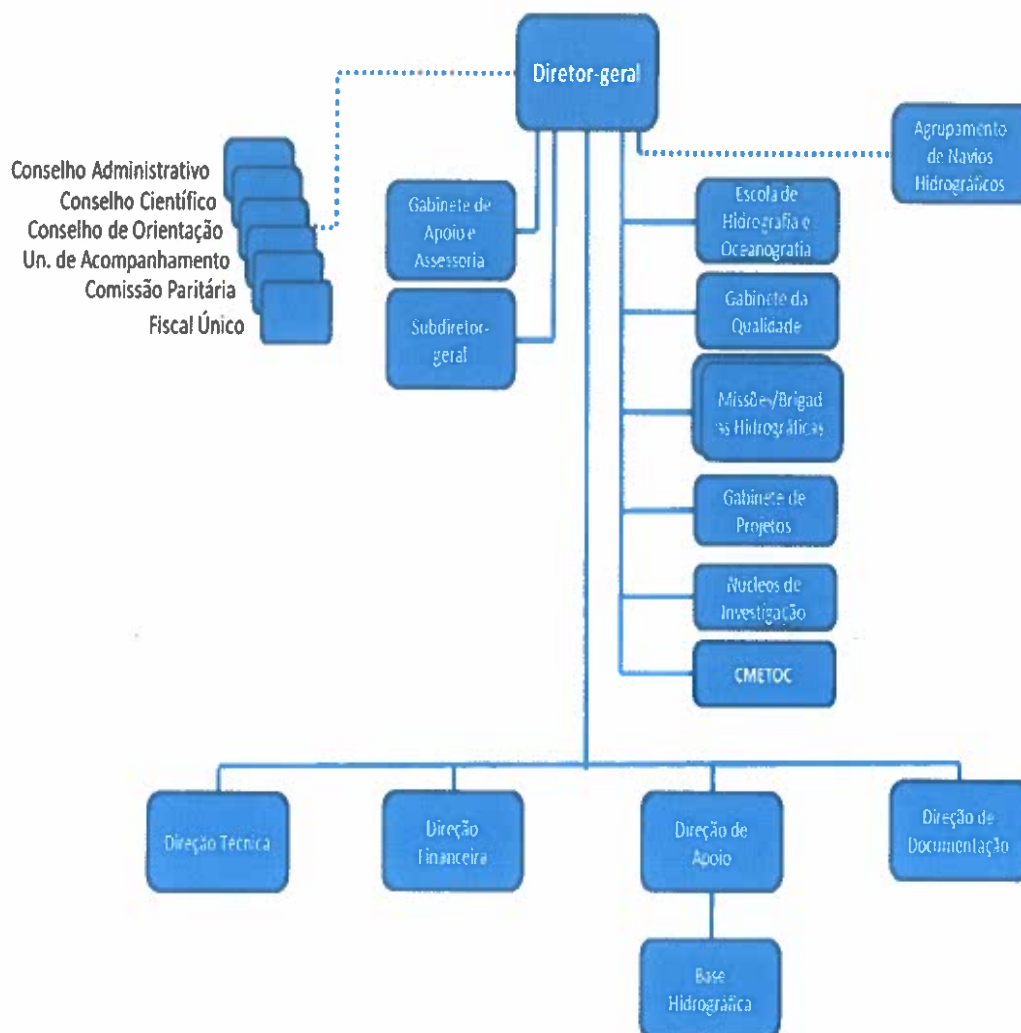 Diretor-geral
Agrupamento
de Navios
Hidrográficos
Conselho Administrativo
Conselho Científico
Conselho de Orientação
Un. de Acompanhamento
Comissão Paritária
Fiscal Único
Gabinete de
Apoio e
Assessoria
Subdiretor-
geral
Escola de
Hidrografia e
Oceanografia
Gabinete da
Qualidade
Missões/Brigad
as Hidrográficas
Gabinete de
Projetos
Núcleos de
Investigação
CMETOC
Direção Técnica
Direção
Financeira
Direção de
Apoio
Direção de
Documentação
Base
Hidrográfica